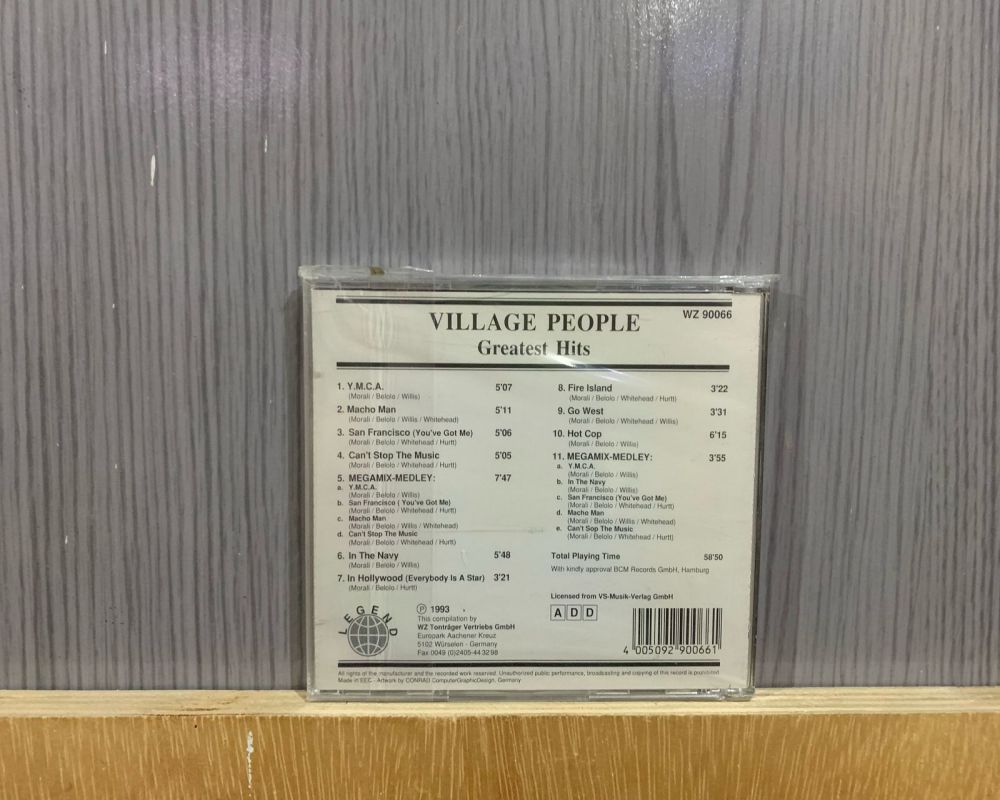 VILLAGE PEOPLE
WZ 90066
Greatest Hits
1. Y.M.C.A. 5'07
(Morali / Belolo / Willis)
2. Macho Man 5'11
(Morali / Belolo / Willis / Whitehead)
3. San Francisco (You've Got Me) 5'06
(Morali / Belolo / Whitehead / Hurtt)
4. Can't Stop The Music 5'05
(Morali / Belolo / Whitehead / Hurtt)
5. MEGAMIX-MEDLEY: 7'47
a. Y.M.C.A.
(Morali / Belolo / Willis)
b. San Francisco ( You've Got Me)
(Morali / Belolo / Whitehead / Hurtt)
c. Macho Man
(Morali / Belolo / Willis / Whitehead)
d. Can't Stop The Music
(Morali / Belolo / Whitehead / Hurtt)
6. In The Navy 5'48
(Morali / Belolo / Willis)
7. In Hollywood (Everybody Is A Star) 3'21
(Morali / Belolo / Hurtt)
8. Fire Island 3'22
(Morali / Belolo / Whitehead / Hurtt)
9. Go West 3'31
(Morali / Belolo / Whitehead / Willis)
10. Hot Cop 6'15
(Morali / Belolo / Willis)
11. MEGAMIX-MEDLEY: 3'55
a. Y.M.C.A.
(Morali / Belolo / Willis)
b. In The Navy
(Morali / Belolo / Willis)
c. San Francisco (You've Got Me)
(Morali / Belolo / Whitehead / Hurtt)
d. Macho Man
(Morali / Belolo / Willis / Whitehead)
e. Can't Sop The Music
(Morali / Belolo / Whitehead / Hurtt)
Total Playing Time 58'50
With kindly approval BCM Records GmbH, Hamburg
Licensed from VS-Musik-Verlag GmbH
ADD
LEGEND
℗ 1993
This compilation by
WZ Tonträger Vertriebs GmbH
Europark Aachener Kreuz
5102 Würselen - Germany
Fax 0049 (0)2405-44 32 98
4 005092 900661
All rights of the manufacturer and the recorded work reserved. Unauthorized public performance, broadcasting and copying of this record is prohibited
Made in EEC - Artwork by CONRAD ComputerGraphicDesign, Germany